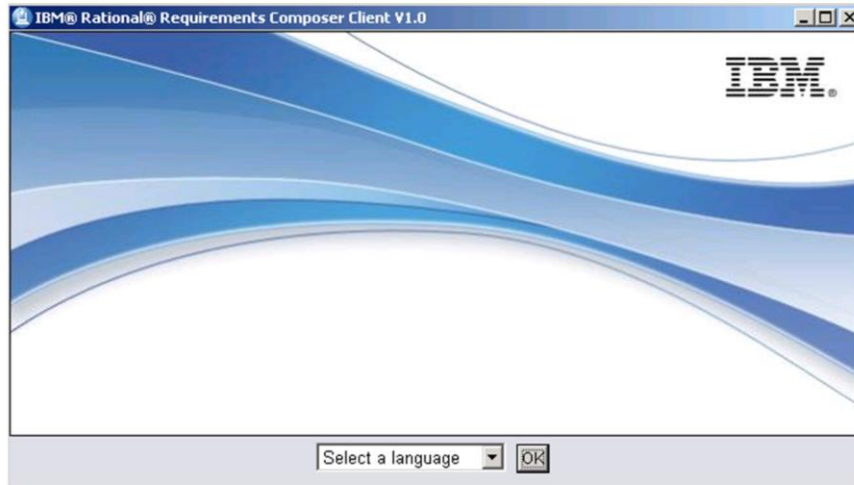 IBM® Rational® Requirements Composer Client V1.0
IBM®
Select a language
OK